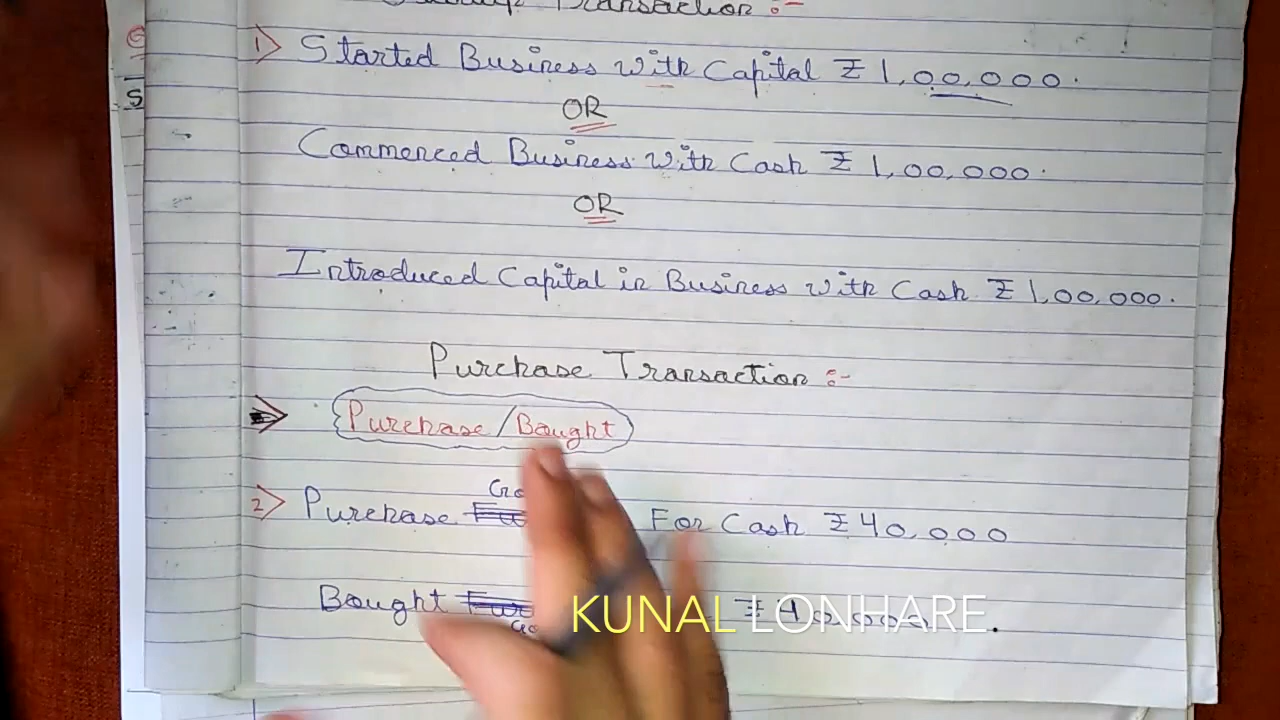 Transaction :-
1) Started Business with Capital ₹ 1,00,000.
OR
Commenced Business with Cash ₹ 1,00,000.
OR
Introduced Capital in Business with Cash ₹ 1,00,000.
Purchase Transaction :-
Purchase/Bought
2) Purchase For Cash ₹ 40,000
Bought
KUNAL LONHARE